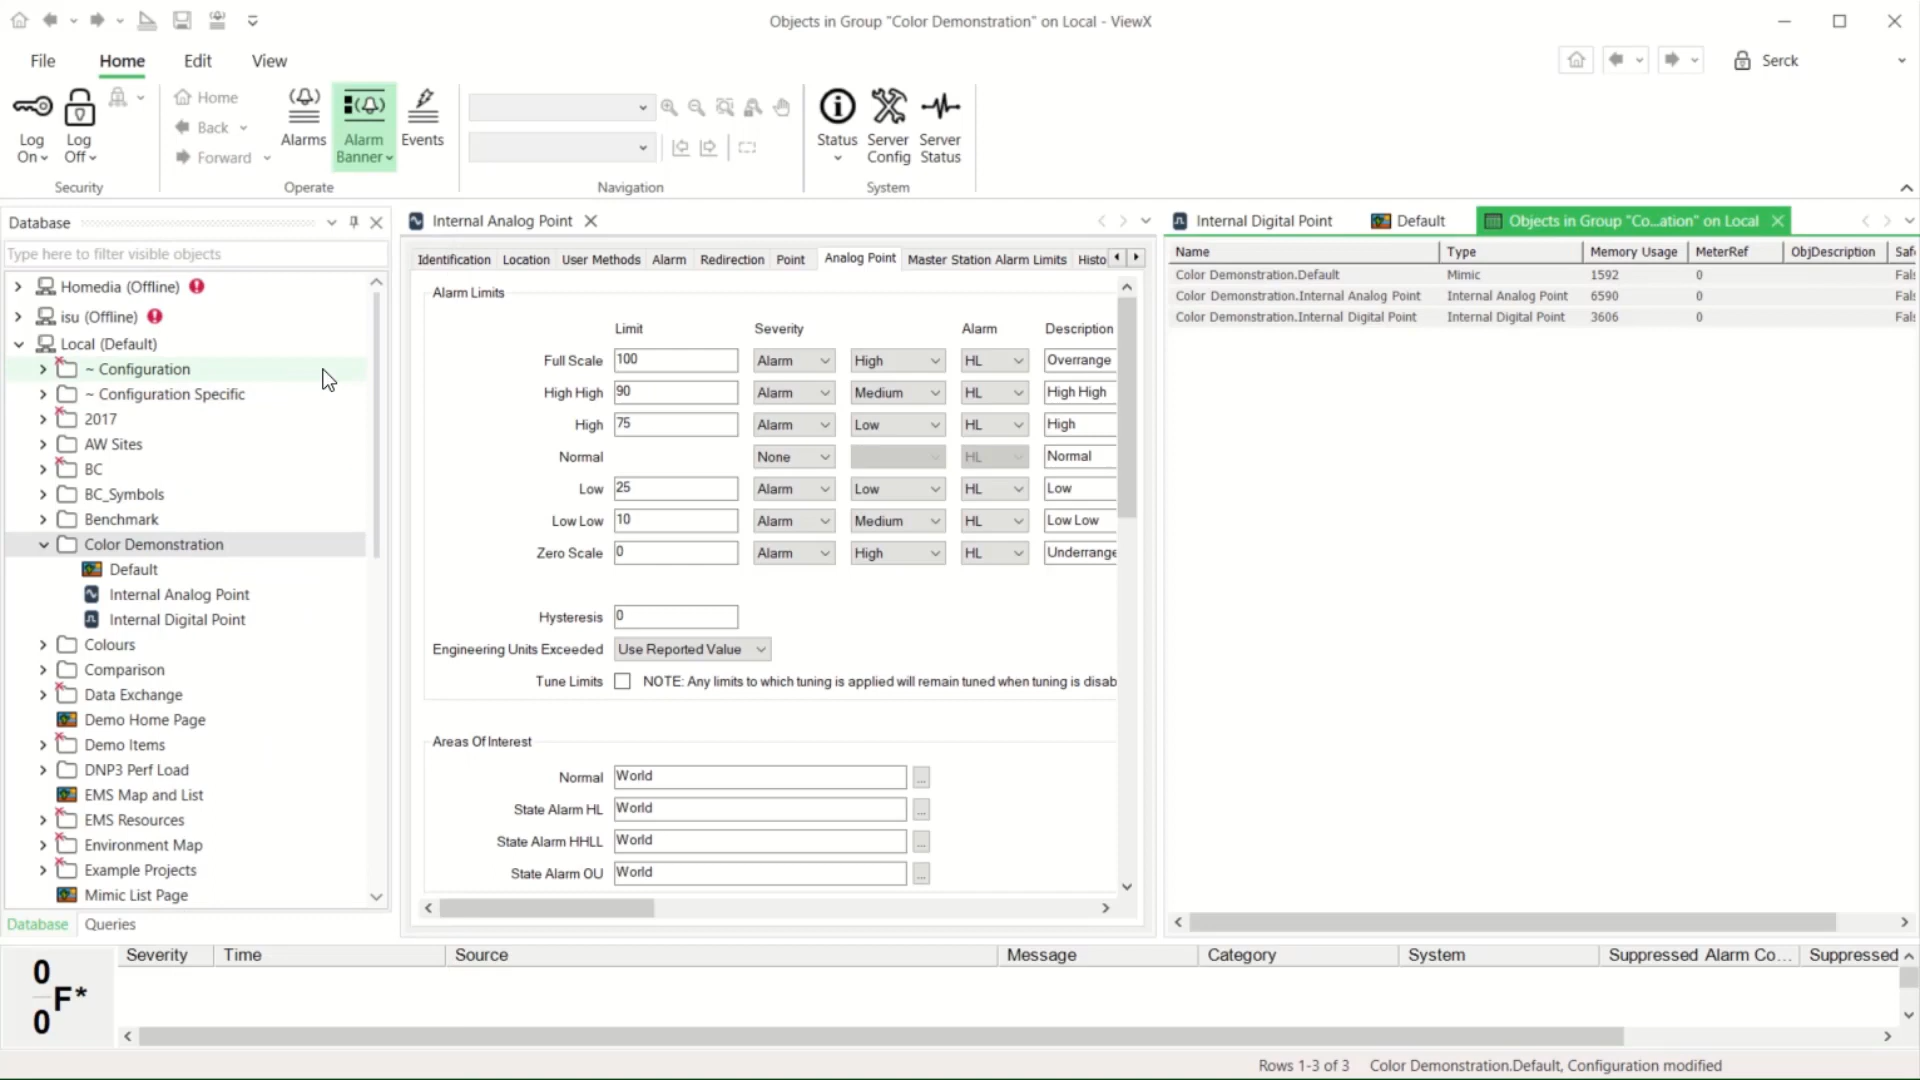 Objects in Group "Color Demonstration" on Local - ViewX
File Home Edit View
Serck
Log On
Log Off
Home
Back
Forward
Alarms
Alarm Banner
Events
Status
Server Config
Server Status
Security Operate Navigation System
Database
Type here to filter visible objects
Homedia (Offline)
isu (Offline)
Local (Default)
~ Configuration
~ Configuration Specific
2017
AW Sites
BC
BC_Symbols
Benchmark
Color Demonstration
Default
Internal Analog Point
Internal Digital Point
Colours
Comparison
Data Exchange
Demo Home Page
Demo Items
DNP3 Perf Load
EMS Map and List
EMS Resources
Environment Map
Example Projects
Mimic List Page
Database Queries
Internal Analog Point
Identification Location User Methods Alarm Redirection Point Analog Point Master Station Alarm Limits Histo
Alarm Limits
Limit Severity Alarm Description
Full Scale 100 Alarm High HL Overrange
High High 90 Alarm Medium HL High High
High 75 Alarm Low HL High
Normal None HL Normal
Low 25 Alarm Low HL Low
Low Low 10 Alarm Medium HL Low Low
Zero Scale 0 Alarm High HL Underrange
Hysteresis 0
Engineering Units Exceeded Use Reported Value
Tune Limits NOTE: Any limits to which tuning is applied will remain tuned when tuning is disab
Areas Of Interest
Normal World ...
State Alarm HL World ...
State Alarm HHLL World ...
State Alarm OU World ...
Internal Digital Point Default Objects in Group "Co...ation" on Local
Name Type Memory Usage MeterRef ObjDescription Saf
Color Demonstration.Default Mimic 1592 0 Fal
Color Demonstration.Internal Analog Point Internal Analog Point 6590 0 Fal
Color Demonstration.Internal Digital Point Internal Digital Point 3606 0 Fal
Severity Time Source Message Category System Suppressed Alarm Co... Suppressed
0
F*
0
Rows 1-3 of 3 Color Demonstration.Default, Configuration modified